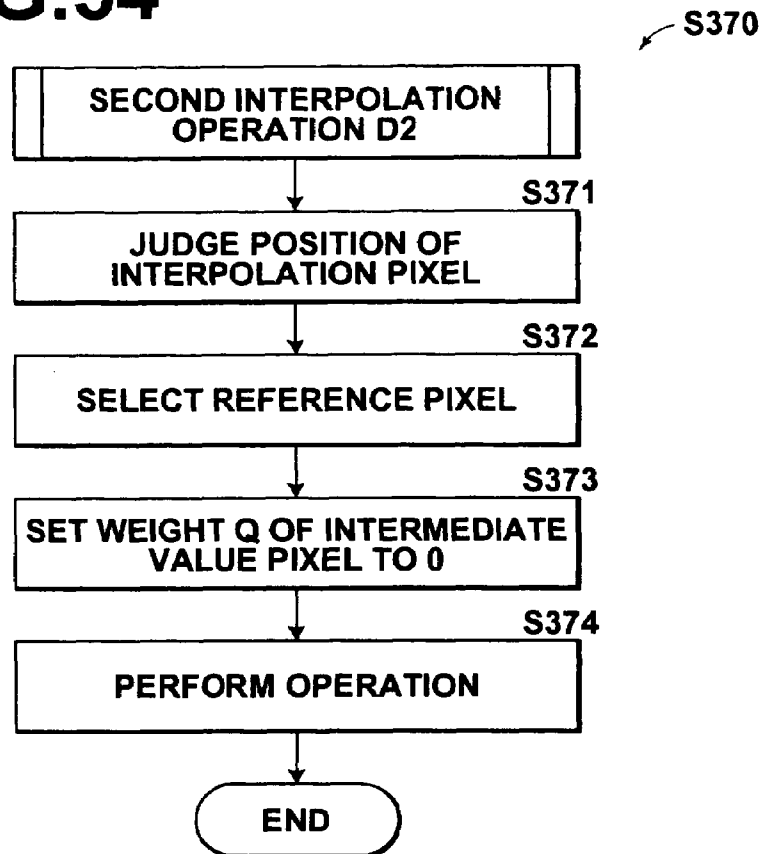 S370
SECOND INTERPOLATION
OPERATION D2
S371
JUDGE POSITION OF
INTERPOLATION PIXEL
S372
SELECT REFERENCE PIXEL
S373
SET WEIGHT Q OF INTERMEDIATE
VALUE PIXEL TO 0
S374
PERFORM OPERATION
END